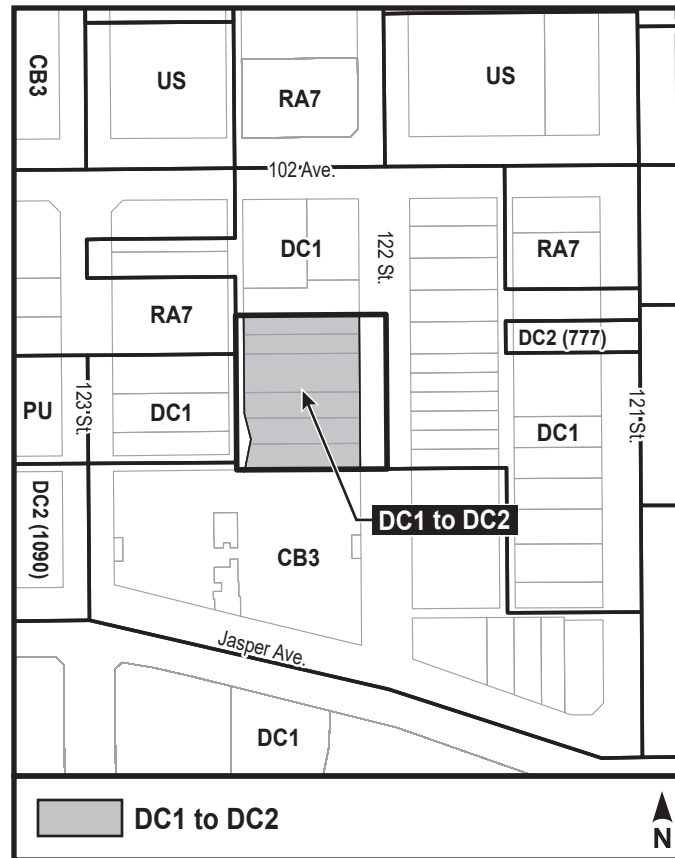 CB3
US
RA7
US
102 Ave.
DC1
122 St.
RA7
RA7
DC2 (777)
PU
123 St.
DC1
121 St.
DC1
DC2 (1090)
DC1 to DC2
CB3
Jasper Ave.
DC1
DC1 to DC2
N